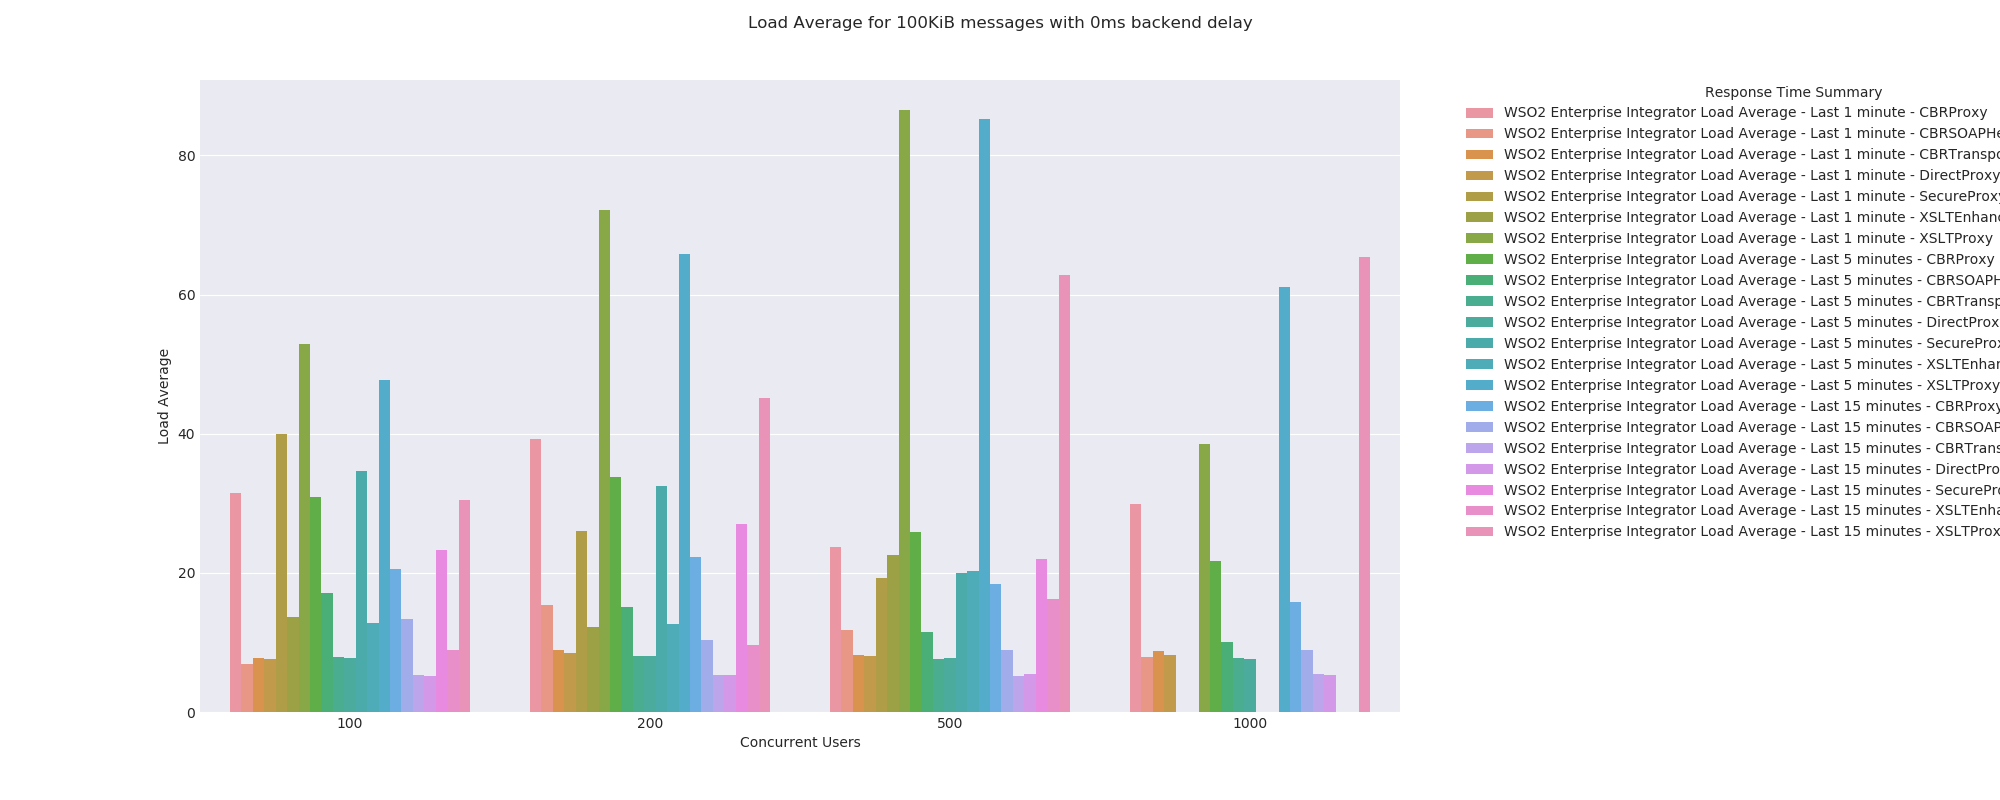 Load Average for 100KiB messages with 0ms backend delay
Response Time Summary
WSO2 Enterprise Integrator Load Average - Last 1 minute - CBRProxy
WSO2 Enterprise Integrator Load Average - Last 1 minute - CBRSOAPHe
WSO2 Enterprise Integrator Load Average - Last 1 minute - CBRTranspo
WSO2 Enterprise Integrator Load Average - Last 1 minute - DirectProxy
WSO2 Enterprise Integrator Load Average - Last 1 minute - SecureProxy
WSO2 Enterprise Integrator Load Average - Last 1 minute - XSLTEnhanc
WSO2 Enterprise Integrator Load Average - Last 1 minute - XSLTProxy
WSO2 Enterprise Integrator Load Average - Last 5 minutes - CBRProxy
WSO2 Enterprise Integrator Load Average - Last 5 minutes - CBRSOAPH
WSO2 Enterprise Integrator Load Average - Last 5 minutes - CBRTransp
WSO2 Enterprise Integrator Load Average - Last 5 minutes - DirectProx
WSO2 Enterprise Integrator Load Average - Last 5 minutes - SecureProx
WSO2 Enterprise Integrator Load Average - Last 5 minutes - XSLTEnhan
WSO2 Enterprise Integrator Load Average - Last 5 minutes - XSLTProxy
WSO2 Enterprise Integrator Load Average - Last 15 minutes - CBRProxy
WSO2 Enterprise Integrator Load Average - Last 15 minutes - CBRSOAP
WSO2 Enterprise Integrator Load Average - Last 15 minutes - CBRTrans
WSO2 Enterprise Integrator Load Average - Last 15 minutes - DirectPro
WSO2 Enterprise Integrator Load Average - Last 15 minutes - SecurePro
WSO2 Enterprise Integrator Load Average - Last 15 minutes - XSLTEnha
WSO2 Enterprise Integrator Load Average - Last 15 minutes - XSLTProx
Load Average
80
60
40
20
0
100
200
500
1000
Concurrent Users